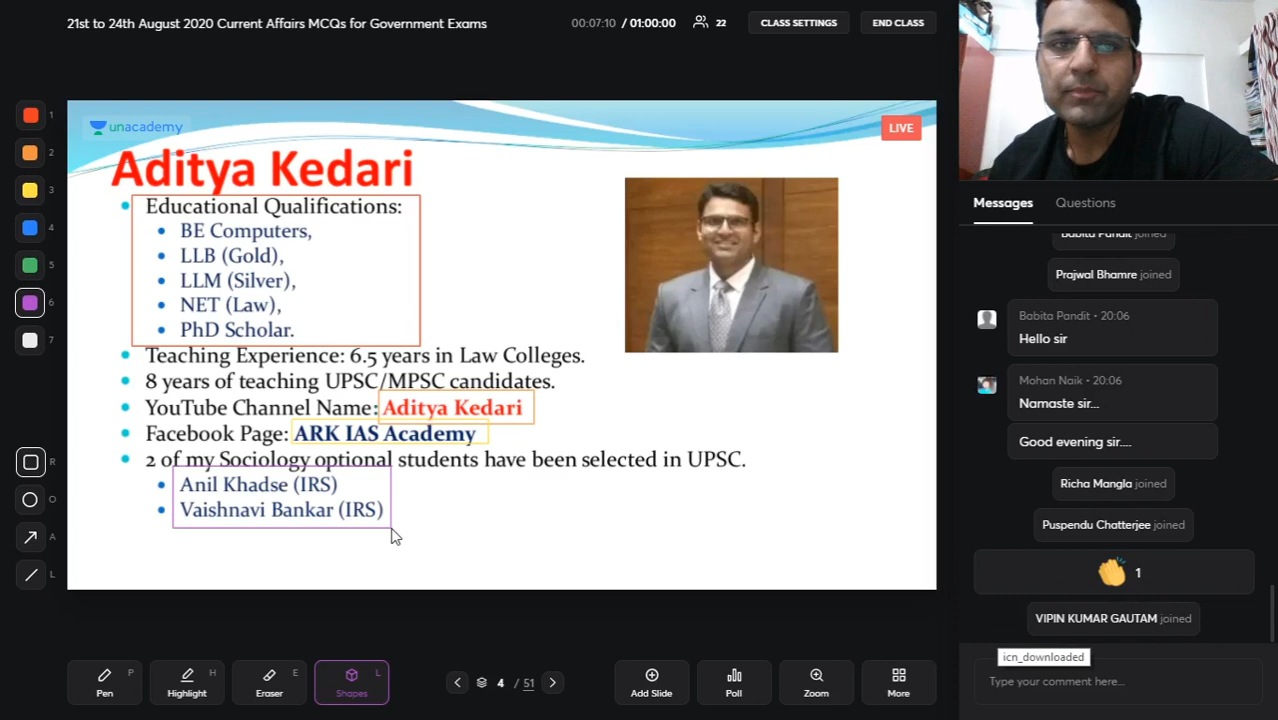 21st to 24th August 2020 Current Affairs MCQs for Government Exams
00:07:10 / 01:00:00
22
CLASS SETTINGS
END CLASS
1
2
3
4
5
6
7
R
O
A
L
unacademy
LIVE
Aditya Kedari
• Educational Qualifications:
• BE Computers,
• LLB (Gold),
• LLM (Silver),
• NET (Law),
• PhD Scholar.
• Teaching Experience: 6.5 years in Law Colleges.
• 8 years of teaching UPSC/MPSC candidates.
• YouTube Channel Name: Aditya Kedari
• Facebook Page: ARK IAS Academy
• 2 of my Sociology optional students have been selected in UPSC.
• Anil Khadse (IRS)
• Vaishnavi Bankar (IRS)
Pen P
Highlight H
Eraser E
Shapes L
4 / 51
Add Slide
Poll
Zoom
More
Messages
Questions
Babita Pandit joined
Prajwal Bhamre joined
Babita Pandit • 20:06
Hello sir
Mohan Naik • 20:06
Namaste sir...
Good evening sir....
Richa Mangla joined
Puspendu Chatterjee joined
1
VIPIN KUMAR GAUTAM joined
icn_downloaded
Type your comment here...